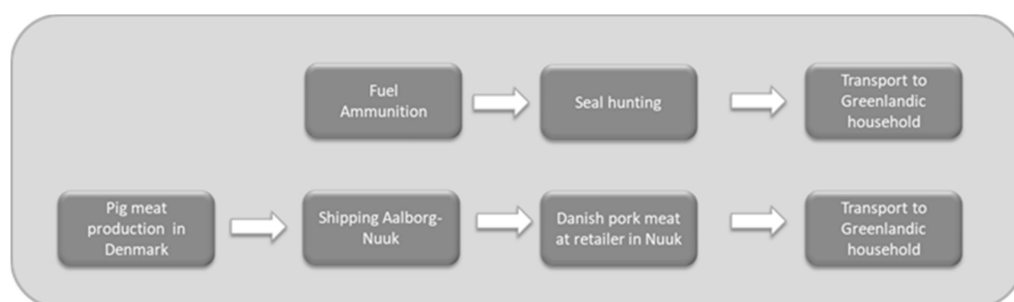 Fuel
Ammunition
Seal hunting
Transport to
Greenlandic
household
Pig meat
production in
Denmark
Shipping Aalborg-
Nuuk
Danish pork meat
at retailer in Nuuk
Transport to
Greenlandic
household